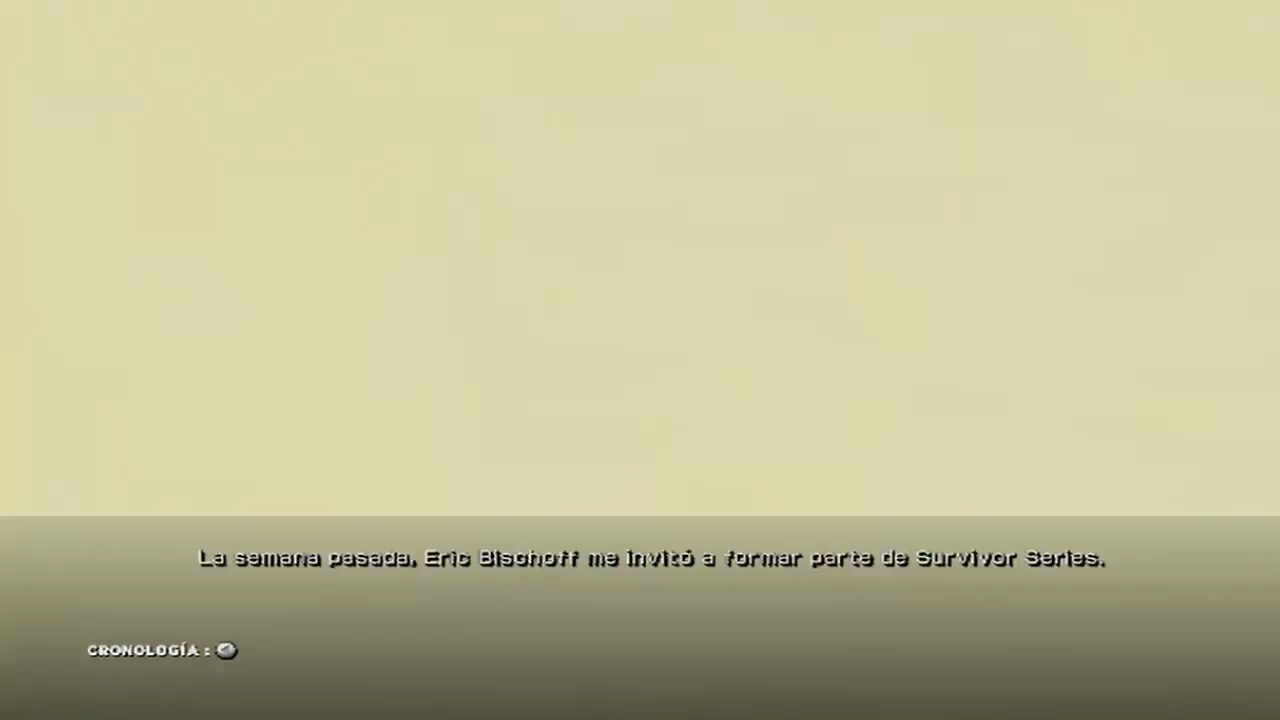 La semana pasada, Eric Bischoff me invitó a formar parte de Survivor Series.
CRONOLOGÍA :